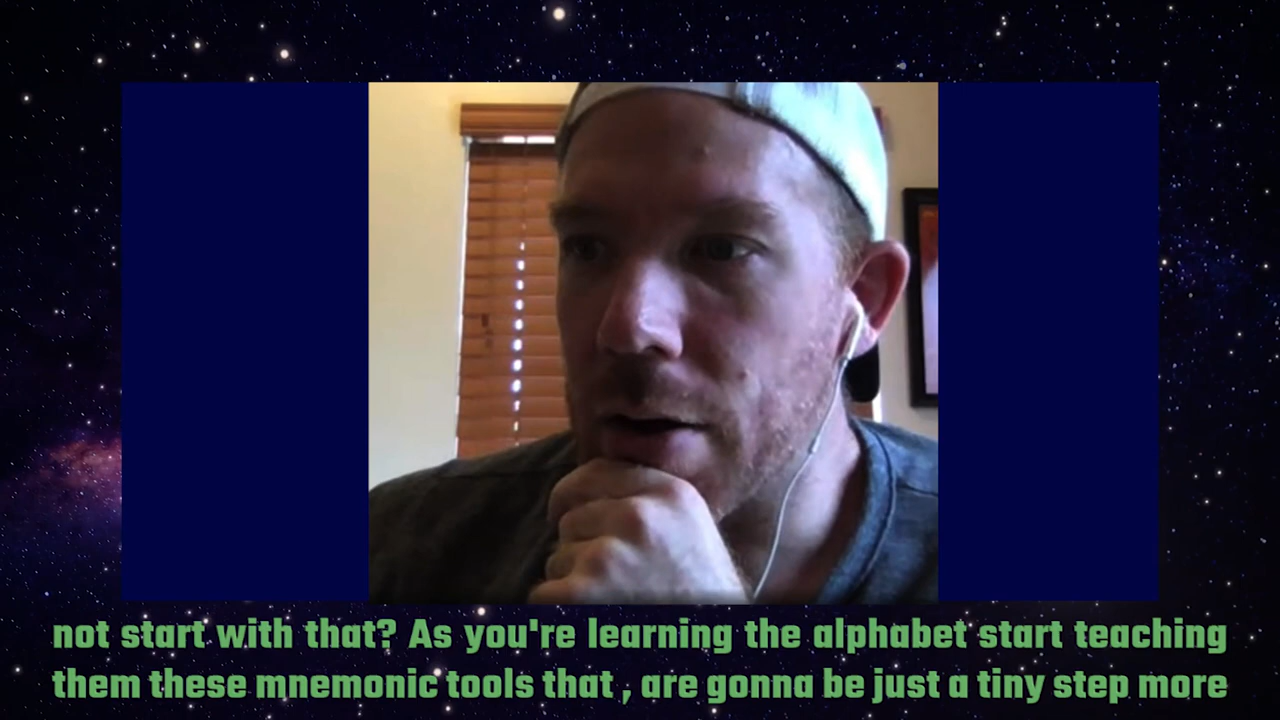 not start with that? As you're learning the alphabet start teaching
them these mnemonic tools that , are gonna be just a tiny step more